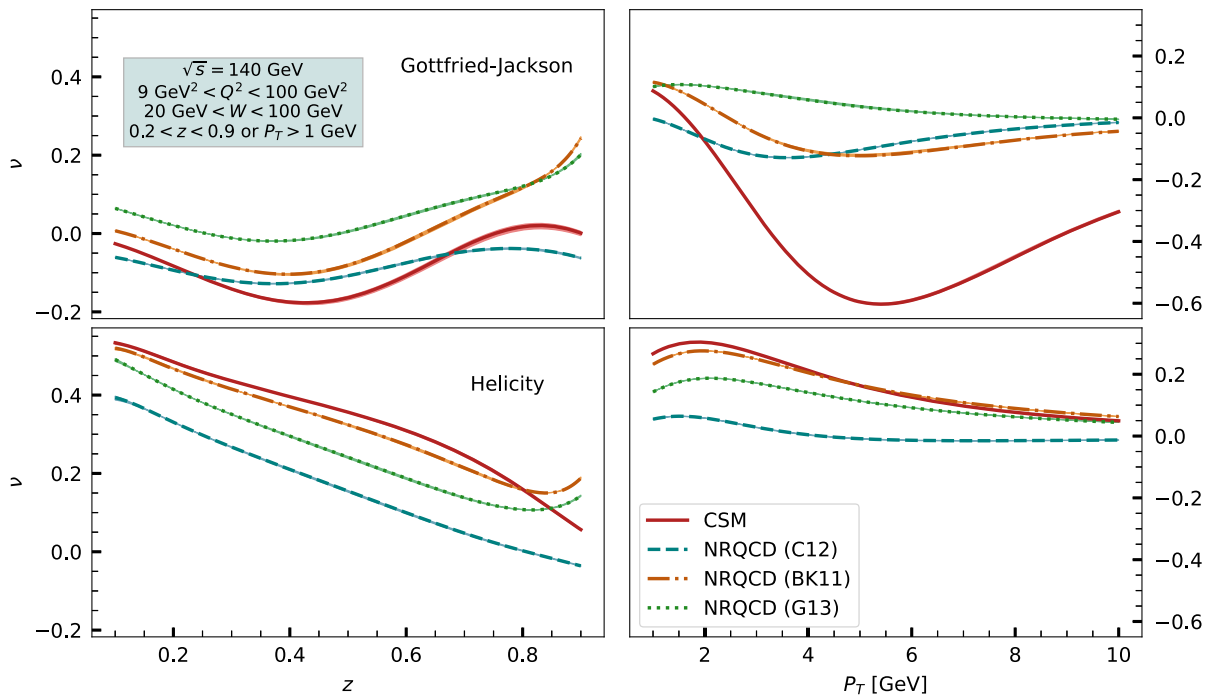 0.4
0.2
0.0
−0.2
ν
√s = 140 GeV
9 GeV² < Q² < 100 GeV²
20 GeV < W < 100 GeV
0.2 < z < 0.9 or P_T > 1 GeV
Gottfried-Jackson
0.2
0.0
−0.2
−0.4
−0.6
0.4
0.2
0.0
−0.2
ν
Helicity
0.2 0.4 0.6 0.8
z
CSM
NRQCD (C12)
NRQCD (BK11)
NRQCD (G13)
0.2
0.0
−0.2
−0.4
−0.6
2 4 6 8 10
P_T [GeV]